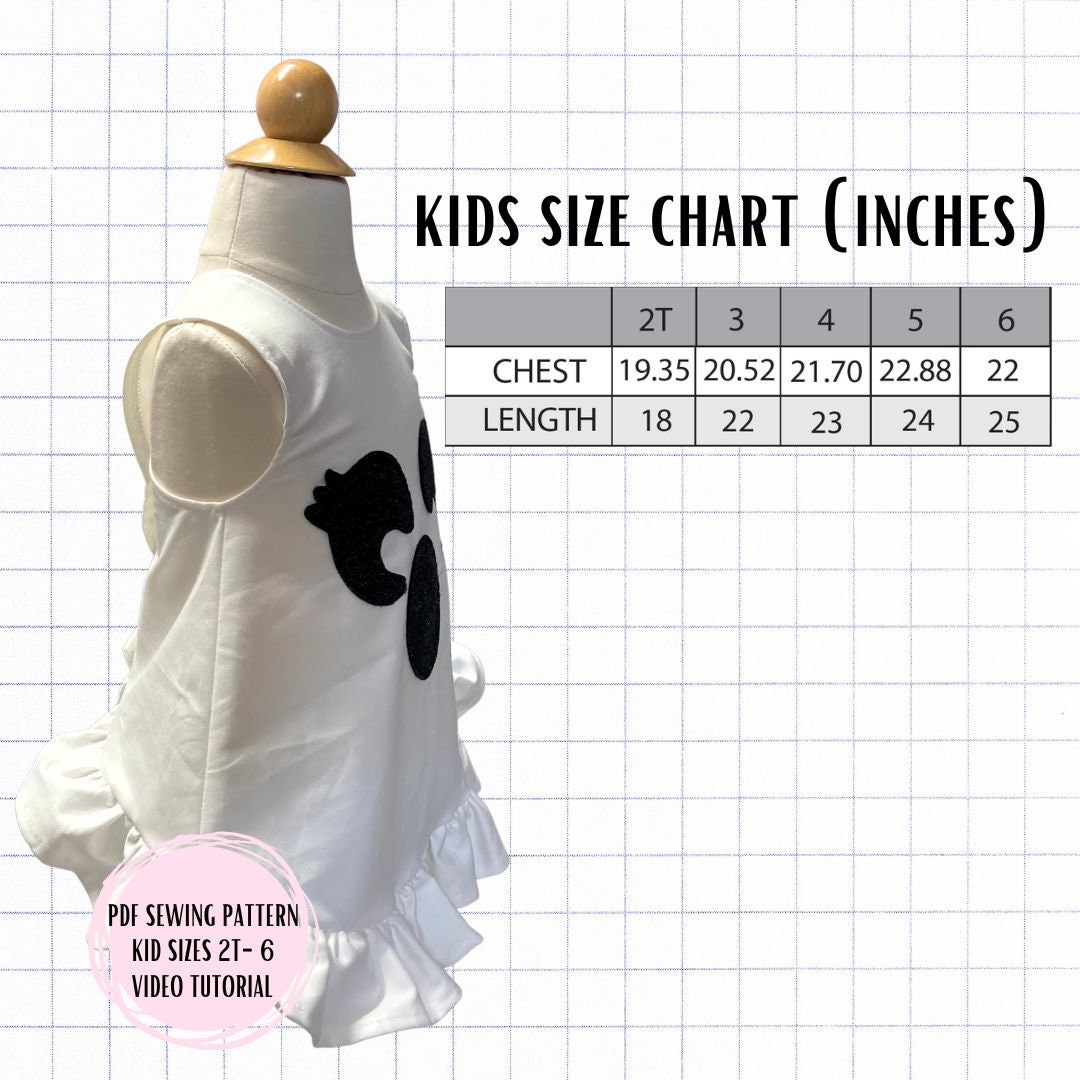 KIDS SIZE CHART (INCHES)
2T 3 4 5 6
CHEST 19.35 20.52 21.70 22.88 22
LENGTH 18 22 23 24 25
PDF SEWING PATTERN
KID SIZES 2T- 6
VIDEO TUTORIAL